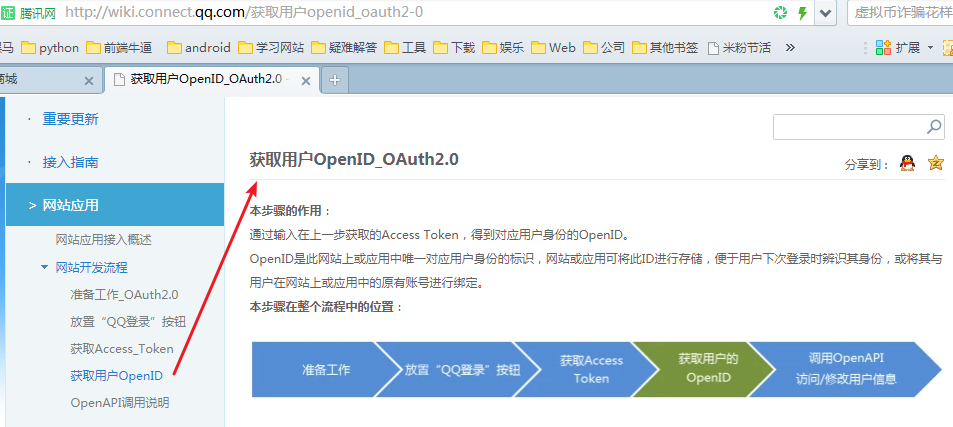 证 腾讯网 http://wiki.connect.qq.com/获取用户openid_oauth2-0 虚拟币诈骗花样
马 python 前端牛逼 android 学习网站 疑难解答 工具 下载 娱乐 Web 公司 其他书签 米粉节活 » 扩展
商城 获取用户OpenID_OAuth2.0 -
· 重要更新
· 接入指南
> 网站应用
网站应用接入概述
网站开发流程
准备工作_OAuth2.0
放置“QQ登录”按钮
获取Access_Token
获取用户OpenID
OpenAPI调用说明
获取用户OpenID_OAuth2.0
分享到：
本步骤的作用：
通过输入在上一步获取的Access Token，得到对应用户身份的OpenID。
OpenID是此网站上或应用中唯一对应用户身份的标识，网站或应用可将此ID进行存储，便于用户下次登录时辨识其身份，或将其与
用户在网站上或应用中的原有账号进行绑定。
本步骤在整个流程中的位置：
准备工作
放置“QQ登录”按钮
获取Access
Token
获取用户的
OpenID
调用OpenAPI
访问/修改用户信息